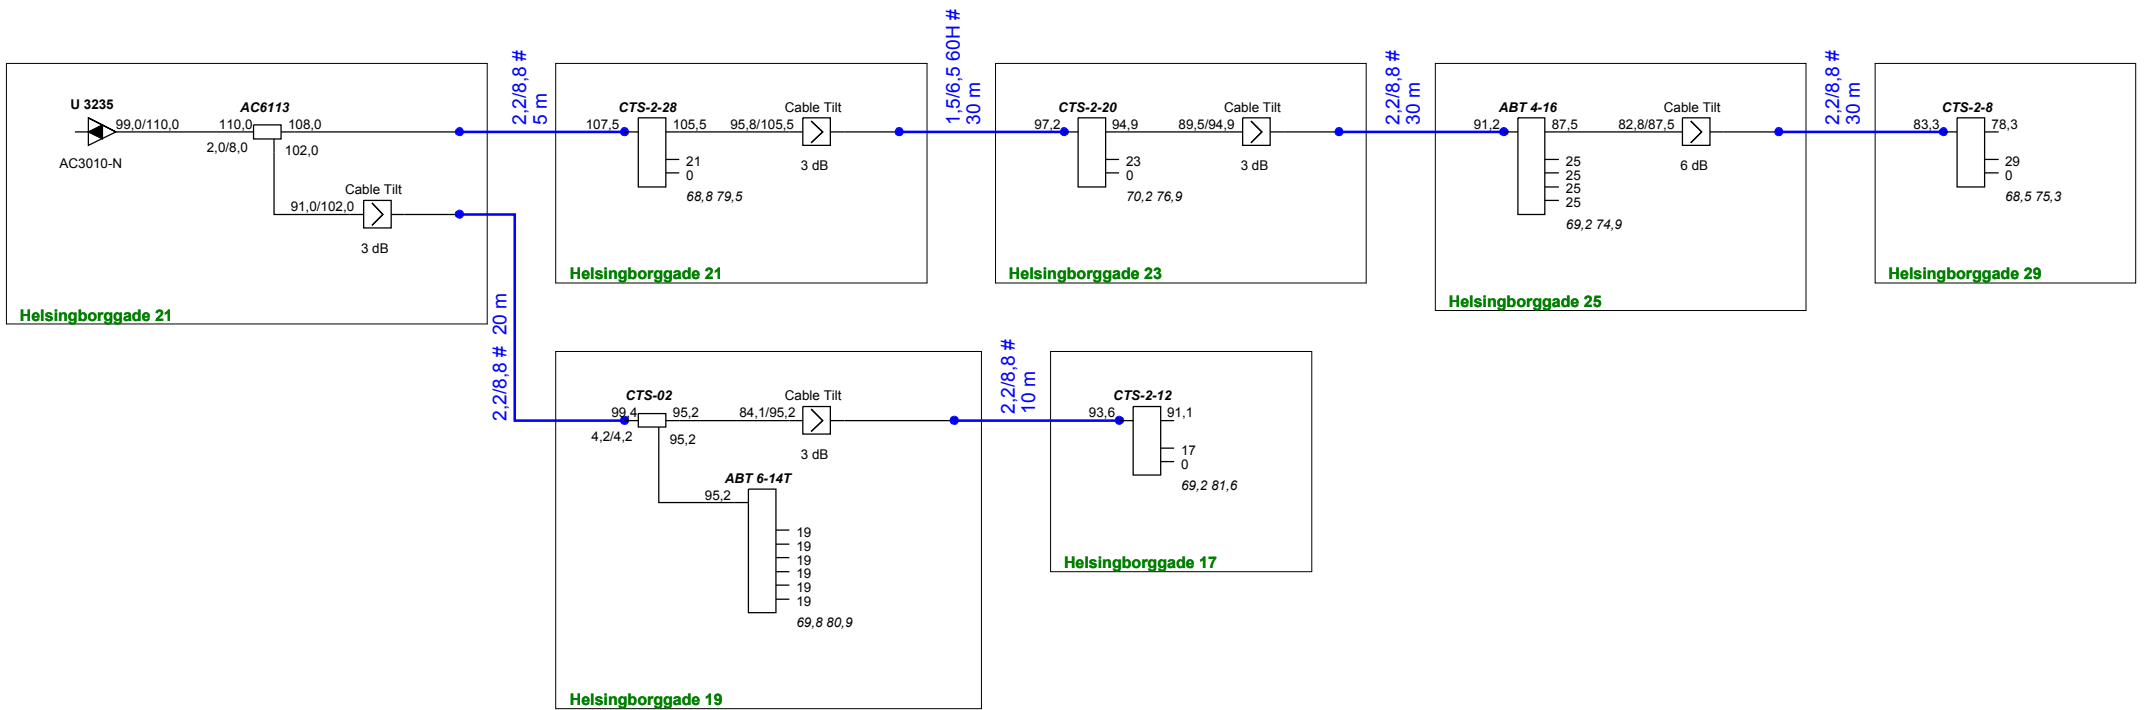 U 3235
99,0/110,0
AC3010-N
AC6113
110,0
108,0
2,0/8,0
102,0
Cable Tilt
91,0/102,0
3 dB
Helsingborggade 21
2,2/8,8 #
5 m
CTS-2-28
107,5
105,5
21
0
68,8 79,5
Cable Tilt
95,8/105,5
3 dB
Helsingborggade 21
1,5/6,5 60H #
30 m
CTS-2-20
97,2
94,9
23
0
70,2 76,9
Cable Tilt
89,5/94,9
3 dB
Helsingborggade 23
2,2/8,8 #
30 m
ABT 4-16
91,2
87,5
25
25
25
25
69,2 74,9
Cable Tilt
82,8/87,5
6 dB
Helsingborggade 25
2,2/8,8 #
30 m
CTS-2-8
83,3
78,3
29
0
68,5 75,3
Helsingborggade 29
2,2/8,8 # 20 m
CTS-02
99,4
95,2
4,2/4,2
95,2
Cable Tilt
84,1/95,2
3 dB
ABT 6-14T
95,2
19
19
19
19
19
19
69,8 80,9
Helsingborggade 19
2,2/8,8 #
10 m
CTS-2-12
93,6
91,1
17
0
69,2 81,6
Helsingborggade 17